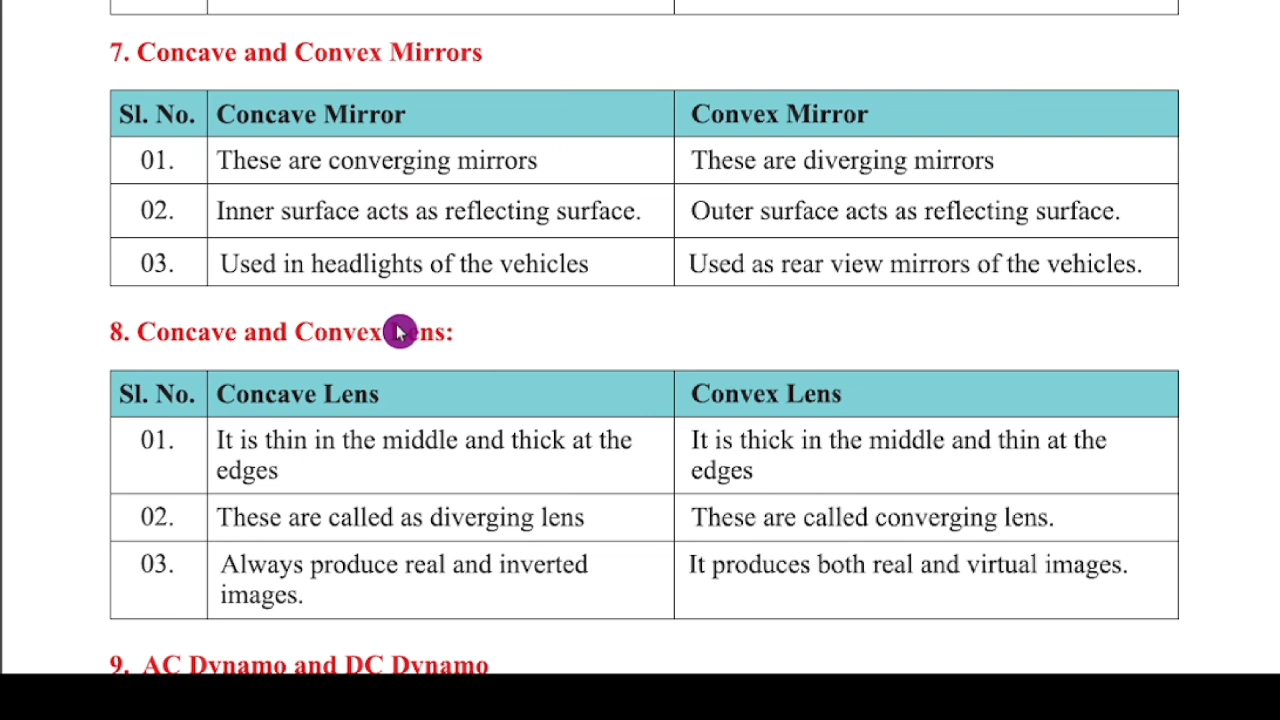 7. Concave and Convex Mirrors
Sl. No. Concave Mirror Convex Mirror
01. These are converging mirrors These are diverging mirrors
02. Inner surface acts as reflecting surface. Outer surface acts as reflecting surface.
03. Used in headlights of the vehicles Used as rear view mirrors of the vehicles.
8. Concave and Convex Lens:
Sl. No. Concave Lens Convex Lens
01. It is thin in the middle and thick at the
edges
It is thick in the middle and thin at the
edges
02. These are called as diverging lens These are called converging lens.
03. Always produce real and inverted
images.
It produces both real and virtual images.
9. AC Dynamo and DC Dynamo